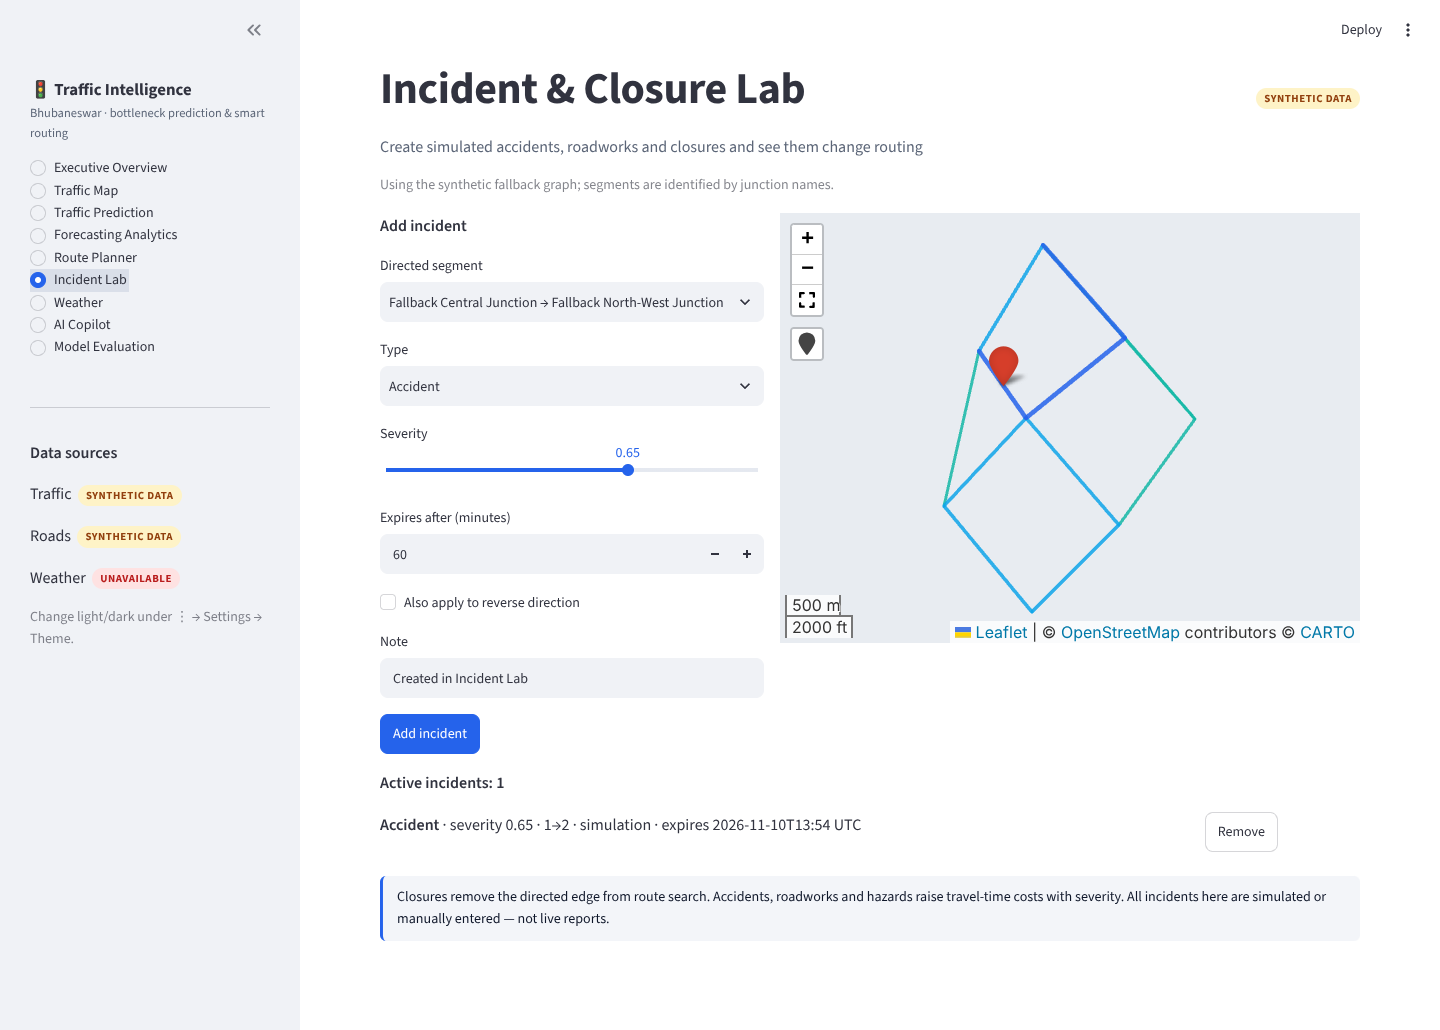 Deploy
🚦 Traffic Intelligence
Bhubaneswar · bottleneck prediction & smart
routing
Executive Overview
Traffic Map
Traffic Prediction
Forecasting Analytics
Route Planner
Incident Lab
Weather
AI Copilot
Model Evaluation
Data sources
Traffic SYNTHETIC DATA
Roads SYNTHETIC DATA
Weather UNAVAILABLE
Change light/dark under ⋮ → Settings →
Theme.
Incident & Closure Lab
SYNTHETIC DATA
Create simulated accidents, roadworks and closures and see them change routing
Using the synthetic fallback graph; segments are identified by junction names.
Add incident
Directed segment
Fallback Central Junction → Fallback North-West Junction
Type
Accident
Severity
0.65
Expires after (minutes)
60
Also apply to reverse direction
Note
Created in Incident Lab
Add incident
+
−
500 m
2000 ft
Leaflet | © OpenStreetMap contributors © CARTO
Active incidents: 1
Accident · severity 0.65 · 1→2 · simulation · expires 2026-11-10T13:54 UTC
Remove
Closures remove the directed edge from route search. Accidents, roadworks and hazards raise travel-time costs with severity. All incidents here are simulated or
manually entered — not live reports.